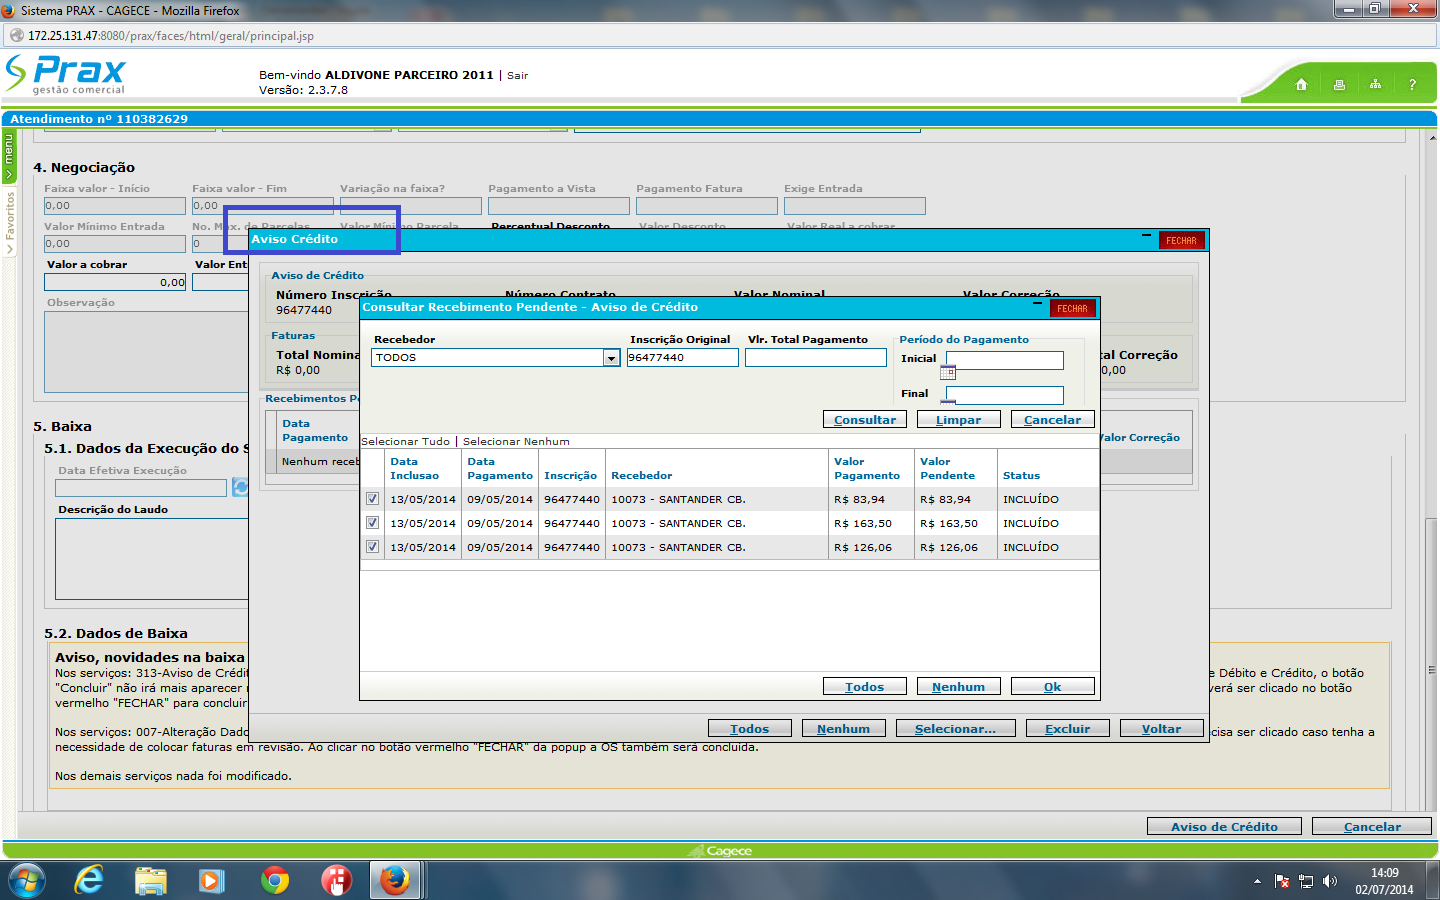 Sistema PRAX - CAGECE - Mozilla Firefox
172.25.131.47:8080/prax/faces/html/geral/principal.jsp
Prax
gestão comercial
Bem-vindo ALDIVONE PARCEIRO 2011 | Sair
Versão: 2.3.7.8
?
Atendimento nº 110382629
menu
Favoritos
4. Negociação
Faixa valor - Início Faixa valor - Fim Variação na faixa? Pagamento a Vista Pagamento Fatura Exige Entrada
0,00 0,00
Valor Mínimo Entrada No. Máx. de Parcelas Valor Mínimo Parcela Percentual Desconto Valor Desconto Valor Real a cobrar
0,00 0
Valor a cobrar Valor Ent
0,00
Observação
Aviso Crédito
FECHAR
Aviso de Crédito
Número Inscrição Número Contrato Valor Nominal Valor Correção
96477440
Faturas
Total Nomina tal Correção
R$ 0,00 0,00
Recebimentos Pe
Data
Pagamento Valor Correção
Nenhum receb
Consultar Recebimento Pendente - Aviso de Crédito
FECHAR
Recebedor Inscrição Original Vlr. Total Pagamento Período do Pagamento
TODOS 96477440 Inicial
Final
Consultar Limpar Cancelar
Selecionar Tudo | Selecionar Nenhum
Data Inclusao Data Pagamento Inscrição Recebedor Valor Pagamento Valor Pendente Status
13/05/2014 09/05/2014 96477440 10073 - SANTANDER CB. R$ 83,94 R$ 83,94 INCLUÍDO
13/05/2014 09/05/2014 96477440 10073 - SANTANDER CB. R$ 163,50 R$ 163,50 INCLUÍDO
13/05/2014 09/05/2014 96477440 10073 - SANTANDER CB. R$ 126,06 R$ 126,06 INCLUÍDO
Todos Nenhum Ok
Todos Nenhum Selecionar... Excluir Voltar
5. Baixa
5.1. Dados da Execução do S
Data Efetiva Execução
Descrição do Laudo
5.2. Dados de Baixa
Aviso, novidades na baixa
Nos serviços: 313-Aviso de Crédit e Débito e Crédito, o botão
"Concluir" não irá mais aparecer verá ser clicado no botão
vermelho "FECHAR" para concluir
Nos serviços: 007-Alteração Dado cisa ser clicado caso tenha a
necessidade de colocar faturas em revisão. Ao clicar no botão vermelho "FECHAR" da popup a OS também será concluída.
Nos demais serviços nada foi modificado.
Aviso de Crédito Cancelar
Cagece
14:09
02/07/2014